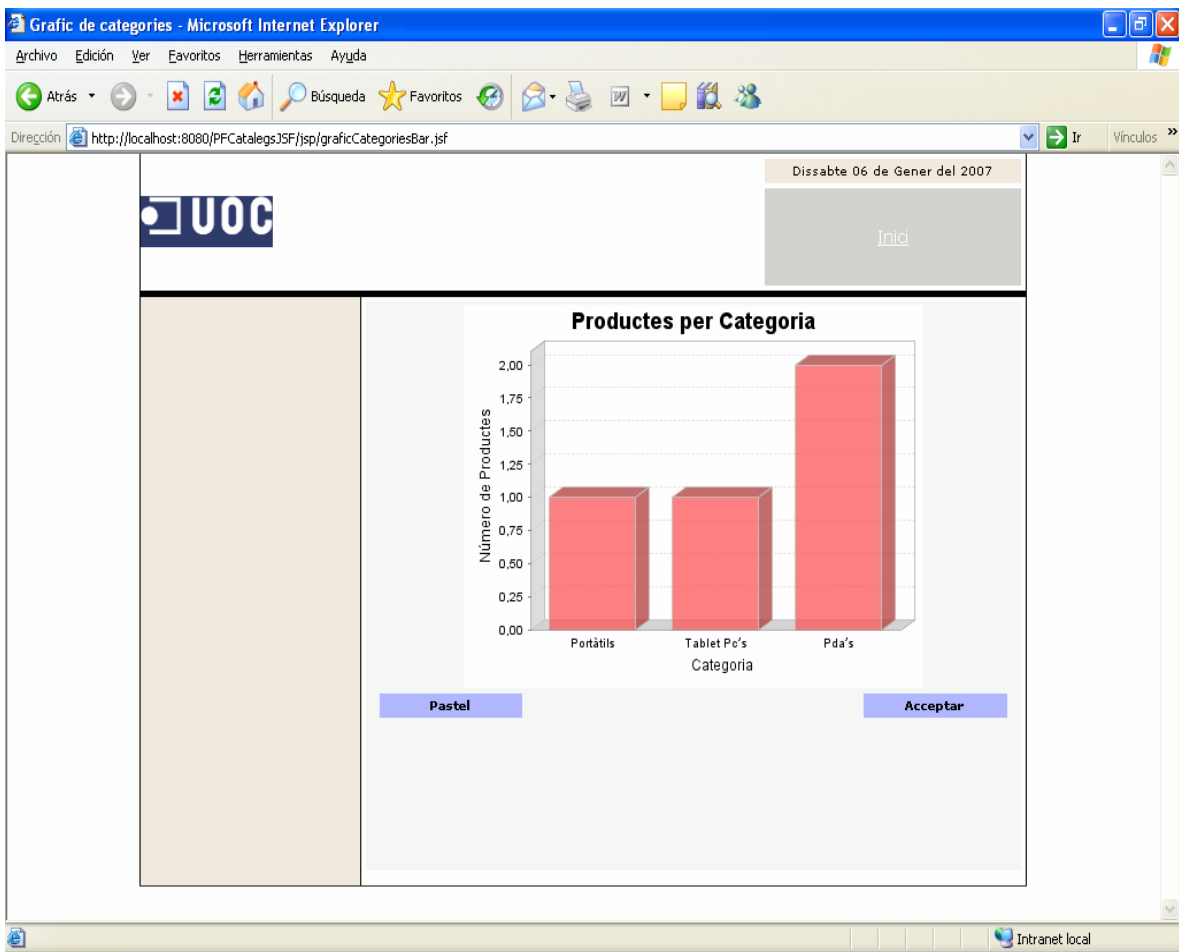 Grafic de categories - Microsoft Internet Explorer
Archivo Edición Ver Favoritos Herramientas Ayuda
Atrás Búsqueda Favoritos
Dirección http://localhost:8080/PFCatalegsJSF/jsp/graficCategoriesBar.jsf Ir Vínculos »
Dissabte 06 de Gener del 2007
UOC
Inici
Productes per Categoria
Número de Productes
2,00
1,75
1,50
1,25
1,00
0,75
0,50
0,25
0,00
Portàtils Tablet Pc's Pda's
Categoria
Pastel Acceptar
Intranet local